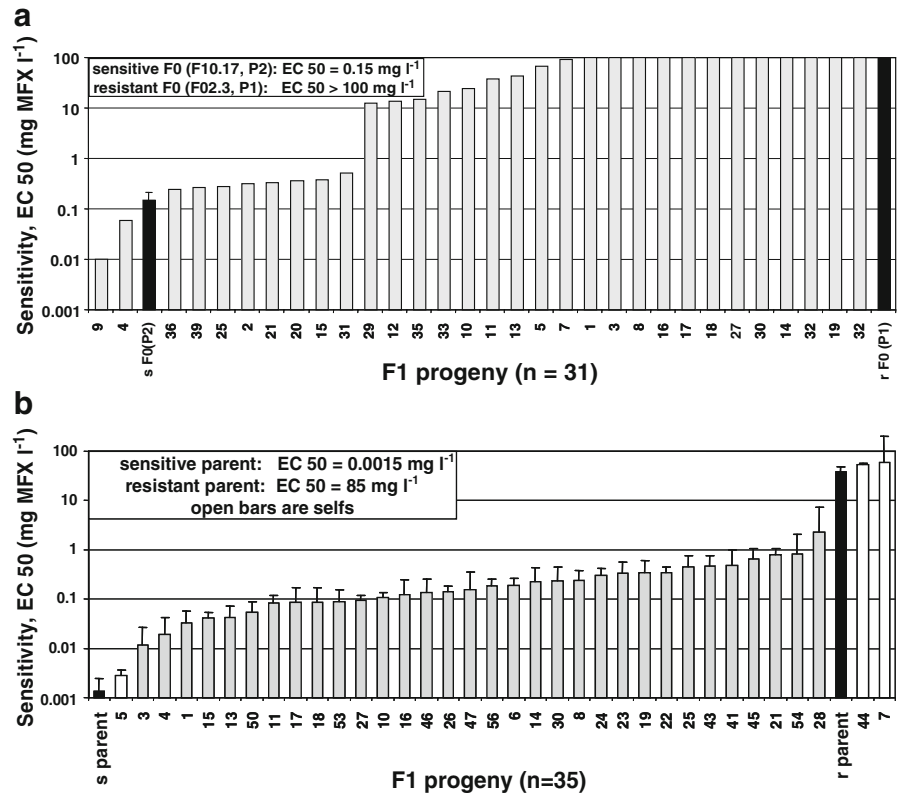 a
Sensitivity, EC 50 (mg MFX l-1)
100
10
1
0.1
0.01
0.001
sensitive F0 (F10.17, P2): EC 50 = 0.15 mg l-1
resistant F0 (F02.3, P1): EC 50 > 100 mg l-1
9 4 s F0(P2) 36 39 25 2 21 20 15 31 29 12 35 33 10 11 13 5 7 1 3 8 16 17 18 27 30 14 32 19 32 r F0 (P1)
F1 progeny (n = 31)
b
Sensitivity, EC 50 (mg MFX l-1)
100
10
1
0.1
0.01
0.001
sensitive parent: EC 50 = 0.0015 mg l-1
resistant parent: EC 50 = 85 mg l-1
open bars are selfs
s parent 5 3 4 1 15 13 50 11 17 18 53 27 10 16 46 26 47 56 6 14 30 8 24 23 19 22 25 43 41 45 21 54 28 r parent 44 7
F1 progeny (n=35)